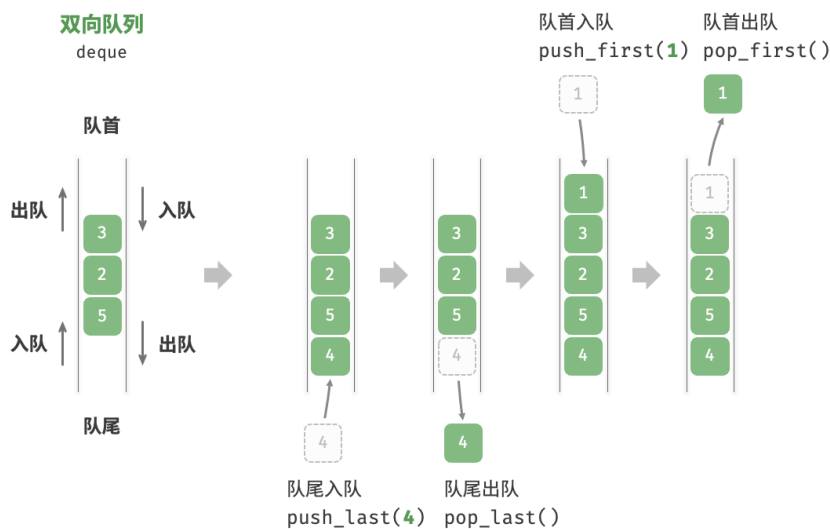 双向队列
deque
队首
出队
入队
3
2
5
入队
出队
队尾
3
2
5
4
4
队尾入队
push_last(4)
3
2
5
4
4
队尾出队
pop_last()
队首入队
push_first(1)
1
1
3
2
5
4
队首出队
pop_first()
1
1
3
2
5
4